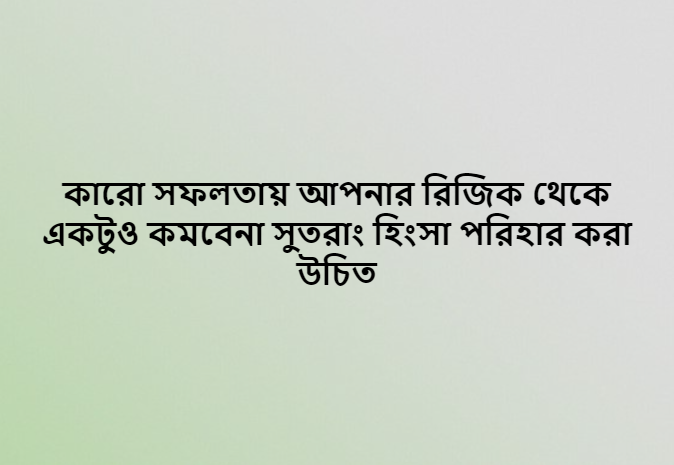 কারো সফলতায় আপনার রিজিক থেকে
একটুও কমবেনা সুতরাং হিংসা পরিহার করা
উচিত